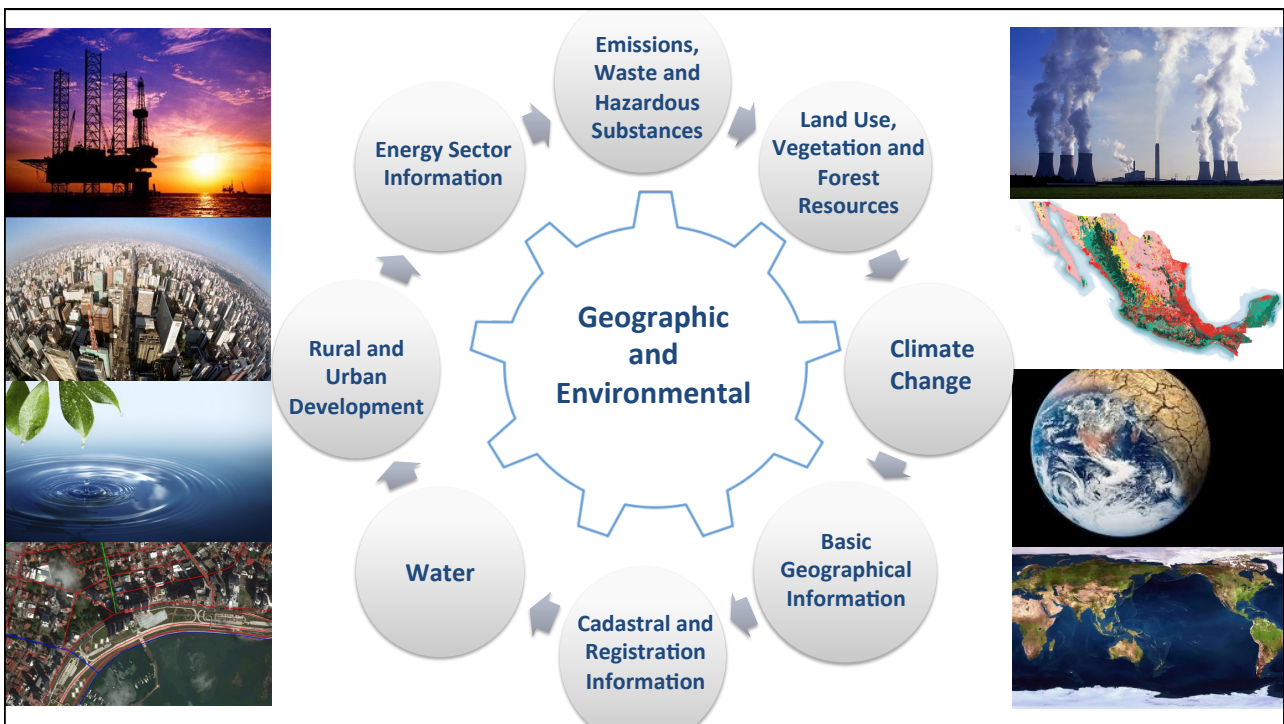 Emissions,
Waste and
Hazardous
Substances
Land Use,
Vegetation and
Forest
Resources
Climate
Change
Basic
Geographical
Information
Cadastral and
Registration
Information
Water
Rural and
Urban
Development
Energy Sector
Information
Geographic
and
Environmental